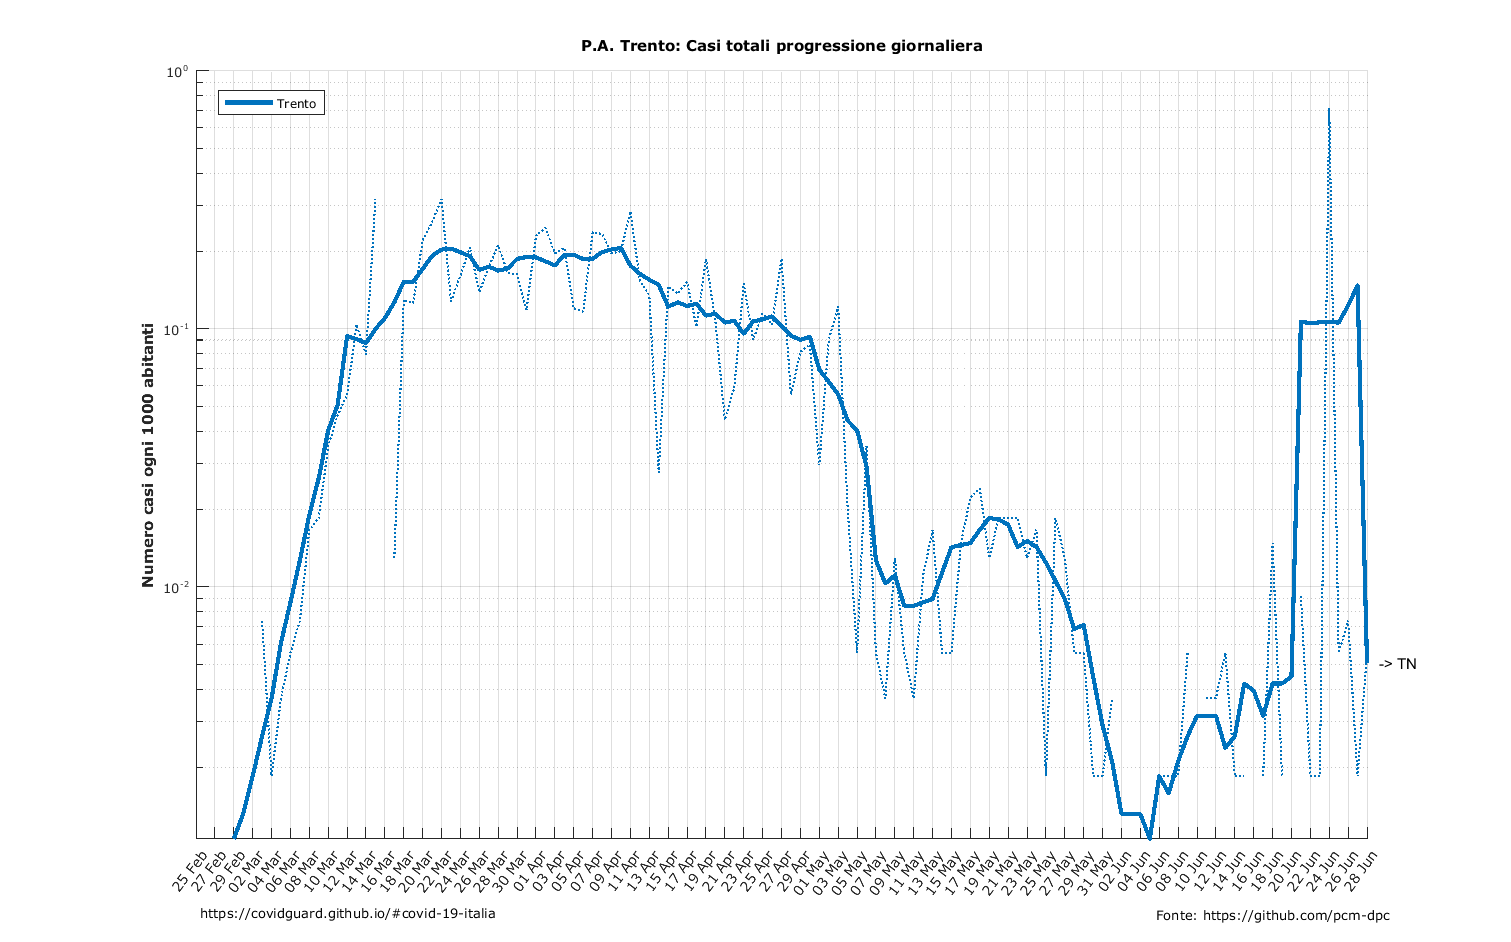 P.A. Trento: Casi totali progressione giornaliera
10⁰
Trento
10⁻¹
10⁻²
Numero casi ogni 1000 abitanti
-> TN
25 Feb
27 Feb
29 Feb
02 Mar
04 Mar
06 Mar
08 Mar
10 Mar
12 Mar
14 Mar
16 Mar
18 Mar
20 Mar
22 Mar
24 Mar
26 Mar
28 Mar
30 Mar
01 Apr
03 Apr
05 Apr
07 Apr
09 Apr
11 Apr
13 Apr
15 Apr
17 Apr
19 Apr
21 Apr
23 Apr
25 Apr
27 Apr
29 Apr
01 May
03 May
05 May
07 May
09 May
11 May
13 May
15 May
17 May
19 May
21 May
23 May
25 May
27 May
29 May
31 May
02 Jun
04 Jun
06 Jun
08 Jun
10 Jun
12 Jun
14 Jun
16 Jun
18 Jun
20 Jun
22 Jun
24 Jun
26 Jun
28 Jun
https://covidguard.github.io/#covid-19-italia
Fonte: https://github.com/pcm-dpc